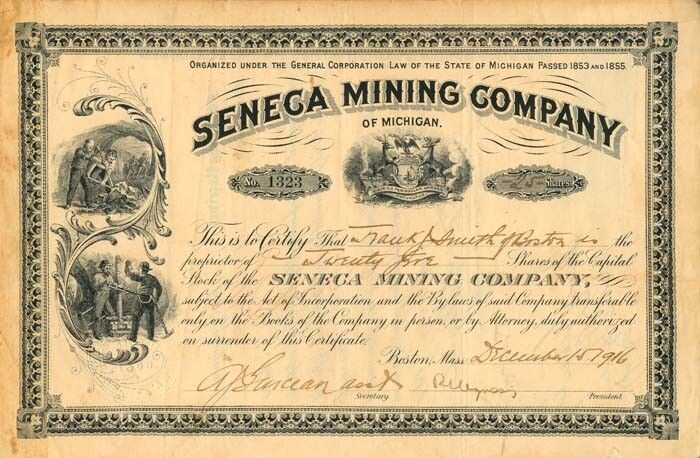 ORGANIZED UNDER THE GENERAL CORPORATION LAW OF THE STATE OF MICHIGAN PASSED 1853 AND 1855.
SENECA MINING COMPANY
OF MICHIGAN.
No. 1323
25 Shares.
This is to Certify That Frank J. Smith of Boston is the
proprietor of Twenty five Shares of the Capital
Stock of the SENECA MINING COMPANY,
subject to the Act of Incorporation and the By laws of said Company transferable
only on the Books of the Company in person, or by Attorney, duly authorized
on surrender of this Certificate.
Boston, Mass. December 15 1916
asst
Secretary
President.